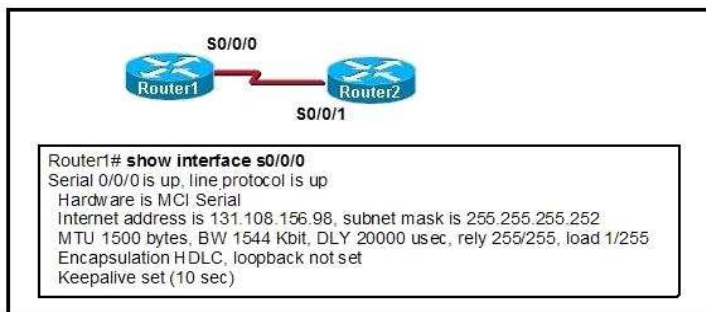 S0/0/0
Router1
Router2
S0/0/1
Router1# show interface s0/0/0
Serial 0/0/0 is up, line protocol is up
Hardware is MCI Serial
Internet address is 131.108.156.98, subnet mask is 255.255.255.252
MTU 1500 bytes, BW 1544 Kbit, DLY 20000 usec, rely 255/255, load 1/255
Encapsulation HDLC, loopback not set
Keepalive set (10 sec)